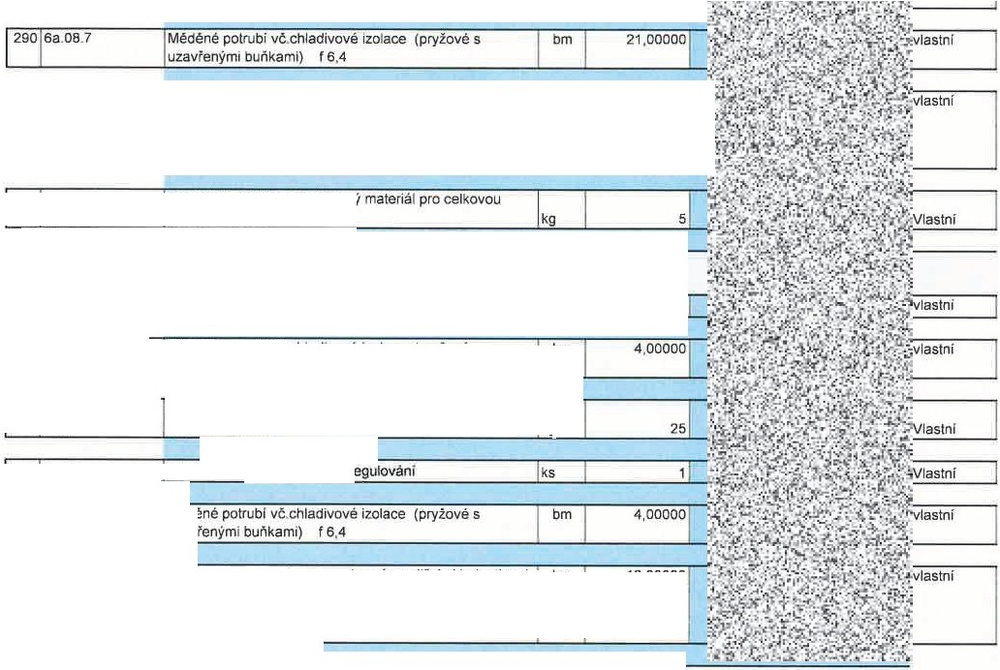 290 6a.08.7 Měděné potrubí vč.chladivové izolace (pryžové s bm 21,00000 vlastní
uzavřenými buňkami) f 6,4
vlastní
materiál pro celkovou
kg 5 Vlastní
vlastní
4,00000 vlastní
25 Vlastní
egulování ks 1 Vlastní
ěné potrubí vč.chladivové izolace (pryžové s bm 4,00000 vlastní
řenými buňkami) f 6,4
vlastní